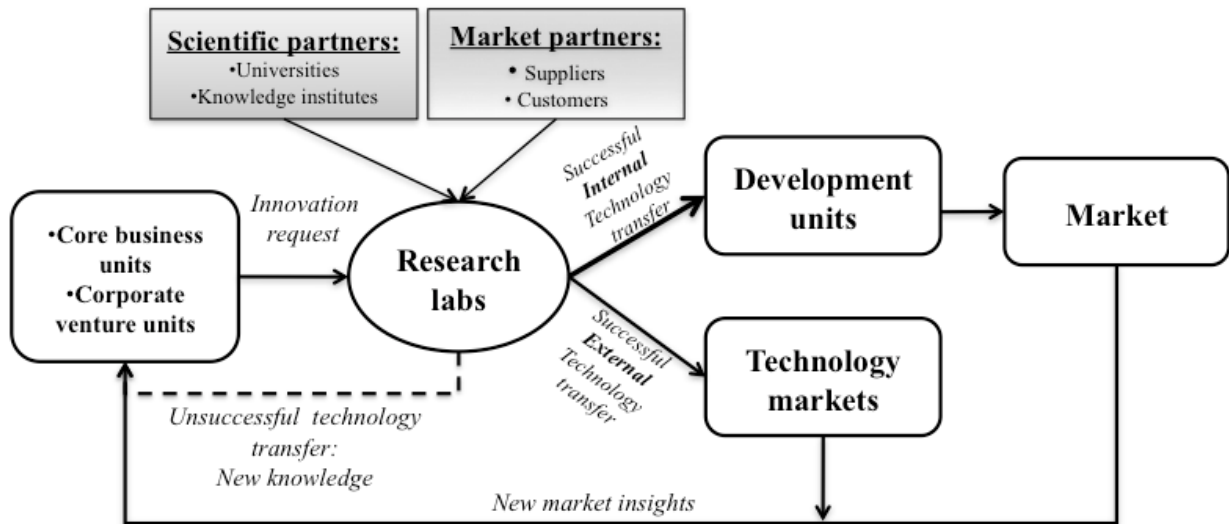 Scientific partners:
•Universities
•Knowledge institutes
Market partners:
• Suppliers
• Customers
•Core business
units
•Corporate
venture units
Innovation
request
Research
labs
Successful
Internal
Technology
transfer
Development
units
Market
Successful
External
Technology
transfer
Technology
markets
Unsuccessful technology
transfer:
New knowledge
New market insights